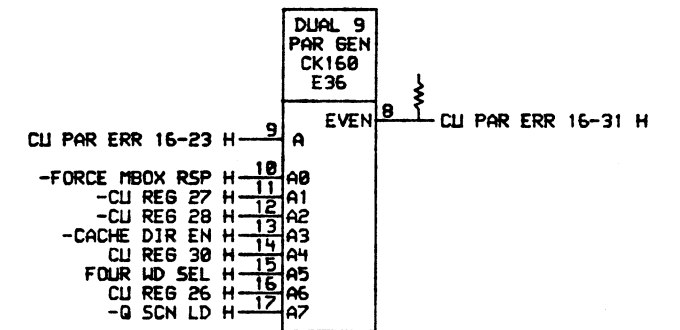 DUAL 9
PAR GEN
CK160
E36
EVEN
8
CU PAR ERR 16-31 H
CU PAR ERR 16-23 H
9
A
-FORCE MBOX RSP H
10
A0
-CU REG 27 H
11
A1
-CU REG 28 H
12
A2
-CACHE DIR EN H
13
A3
CU REG 30 H
14
A4
FOUR WD SEL H
15
A5
CU REG 26 H
16
A6
-Q SCN LD H
17
A7